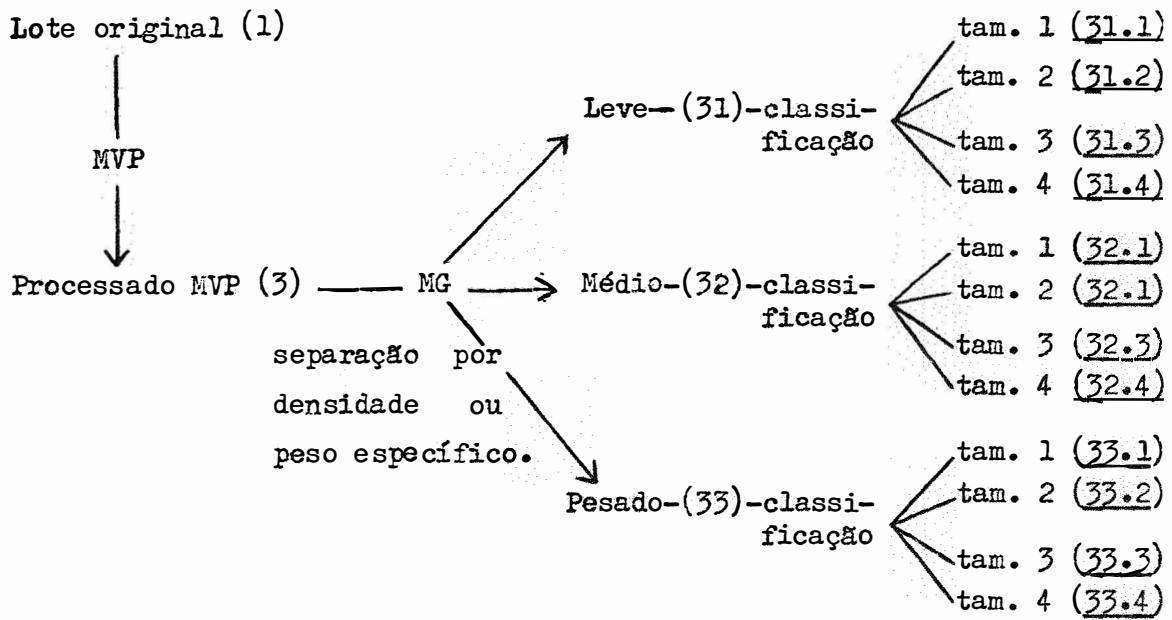 Lote original (1)
MVP
Processado MVP (3)
MG
separação por
densidade ou
peso específico.
Leve-(31)-classi-
ficação
tam. 1 (31.1)
tam. 2 (31.2)
tam. 3 (31.3)
tam. 4 (31.4)
Médio-(32)-classi-
ficação
tam. 1 (32.1)
tam. 2 (32.1)
tam. 3 (32.3)
tam. 4 (32.4)
Pesado-(33)-classi-
ficação
tam. 1 (33.1)
tam. 2 (33.2)
tam. 3 (33.3)
tam. 4 (33.4)